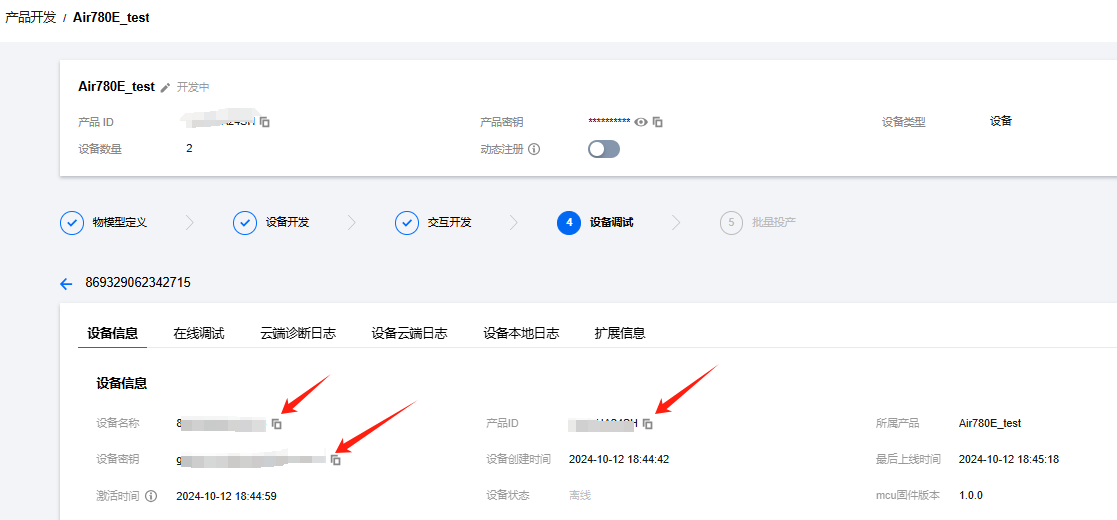 产品开发 / Air780E_test
Air780E_test 开发中
产品 ID 产品密钥 ********** 设备类型 设备
设备数量 2 动态注册
物模型定义 设备开发 交互开发 4 设备调试 5 批量投产
869329062342715
设备信息 在线调试 云端诊断日志 设备云端日志 设备本地日志 扩展信息
设备信息
设备名称 8 产品ID 所属产品 Air780E_test
设备密钥 设备创建时间 2024-10-12 18:44:42 最后上线时间 2024-10-12 18:45:18
激活时间 2024-10-12 18:44:59 设备状态 离线 mcu固件版本 1.0.0